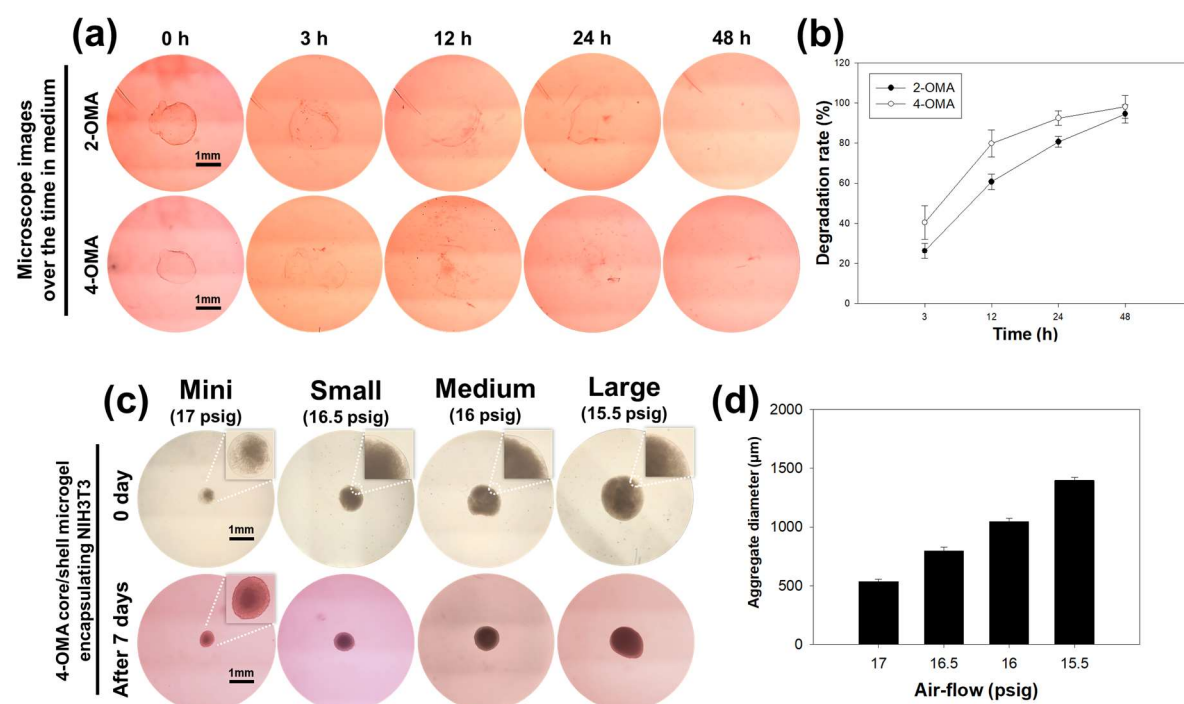 (a)
0 h
3 h
12 h
24 h
48 h
Microscope images
over the time in medium
2-OMA
1mm
4-OMA
1mm
(b)
120
100
80
60
40
20
0
2-OMA
4-OMA
Degradation rate (%)
3
12
24
48
Time (h)
(c)
Mini
(17 psig)
Small
(16.5 psig)
Medium
(16 psig)
Large
(15.5 psig)
4-OMA core/shell microgel
encapsulating NIH3T3
0 day
1mm
After 7 days
1mm
(d)
2000
1500
1000
500
0
Aggregate diameter (μm)
17
16.5
16
15.5
Air-flow (psig)